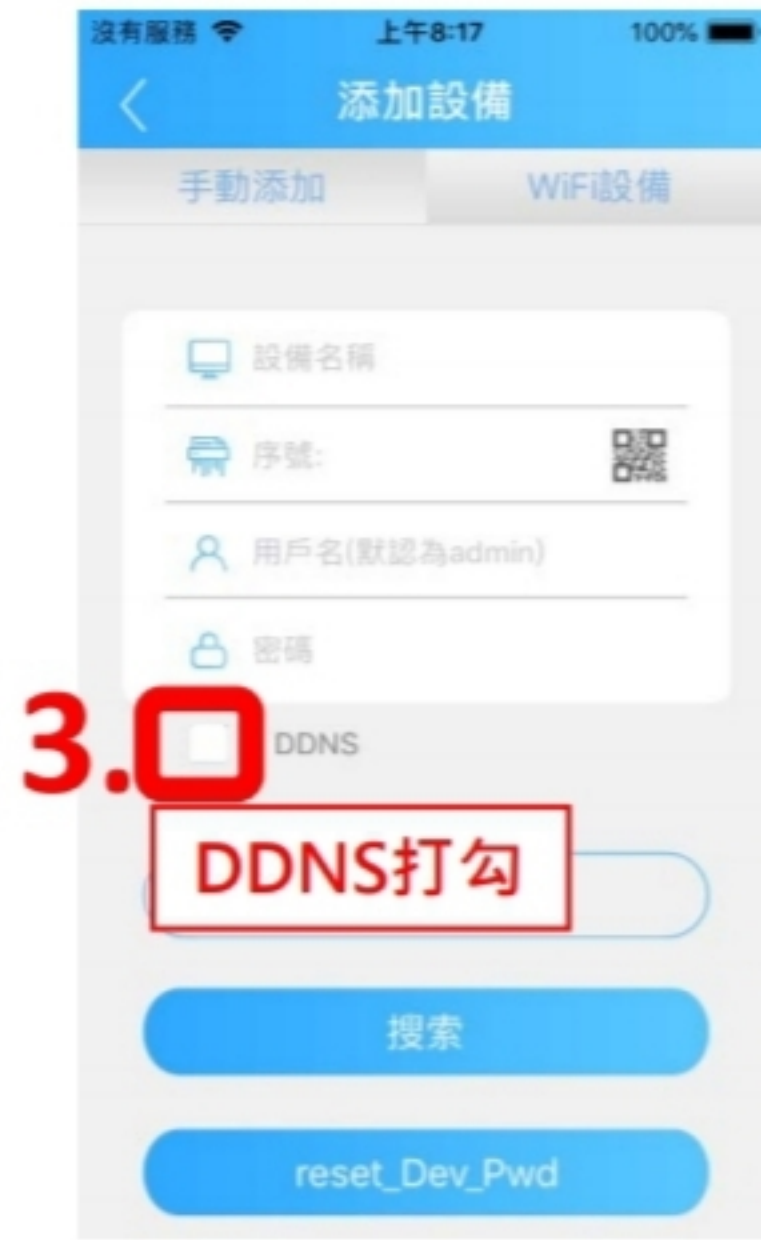 沒有服務 上午8:17 100%
添加設備
手動添加 WiFi設備
設備名稱
序號:
用戶名(默認為admin)
密碼
3. DDNS
DDNS打勾
搜索
reset_Dev_Pwd